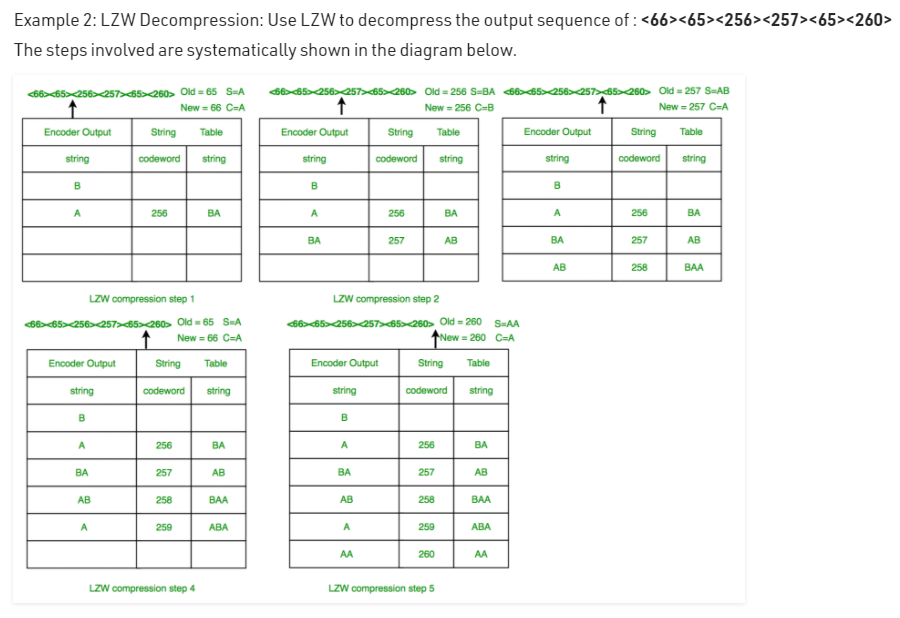 Example 2: LZW Decompression: Use LZW to decompress the output sequence of : <66><65><256><257><65><260>
The steps involved are systematically shown in the diagram below.
<66><65><256><257><65><260> Old = 65 S=A
New = 66 C=A
Encoder Output String Table
string codeword string
B
A 256 BA
LZW compression step 1
<66><65><256><257><65><260> Old = 256 S=BA
New = 256 C=B
Encoder Output String Table
string codeword string
B
A 256 BA
BA 257 AB
LZW compression step 2
<66><65><256><257><65><260> Old = 257 S=AB
New = 257 C=A
Encoder Output String Table
string codeword string
B
A 256 BA
BA 257 AB
AB 258 BAA
<66><65><256><257><65><260> Old = 65 S=A
New = 66 C=A
Encoder Output String Table
string codeword string
B
A 256 BA
BA 257 AB
AB 258 BAA
A 259 ABA
LZW compression step 4
<66><65><256><257><65><260> Old = 260 S=AA
New = 260 C=A
Encoder Output String Table
string codeword string
B
A 256 BA
BA 257 AB
AB 258 BAA
A 259 ABA
AA 260 AA
LZW compression step 5